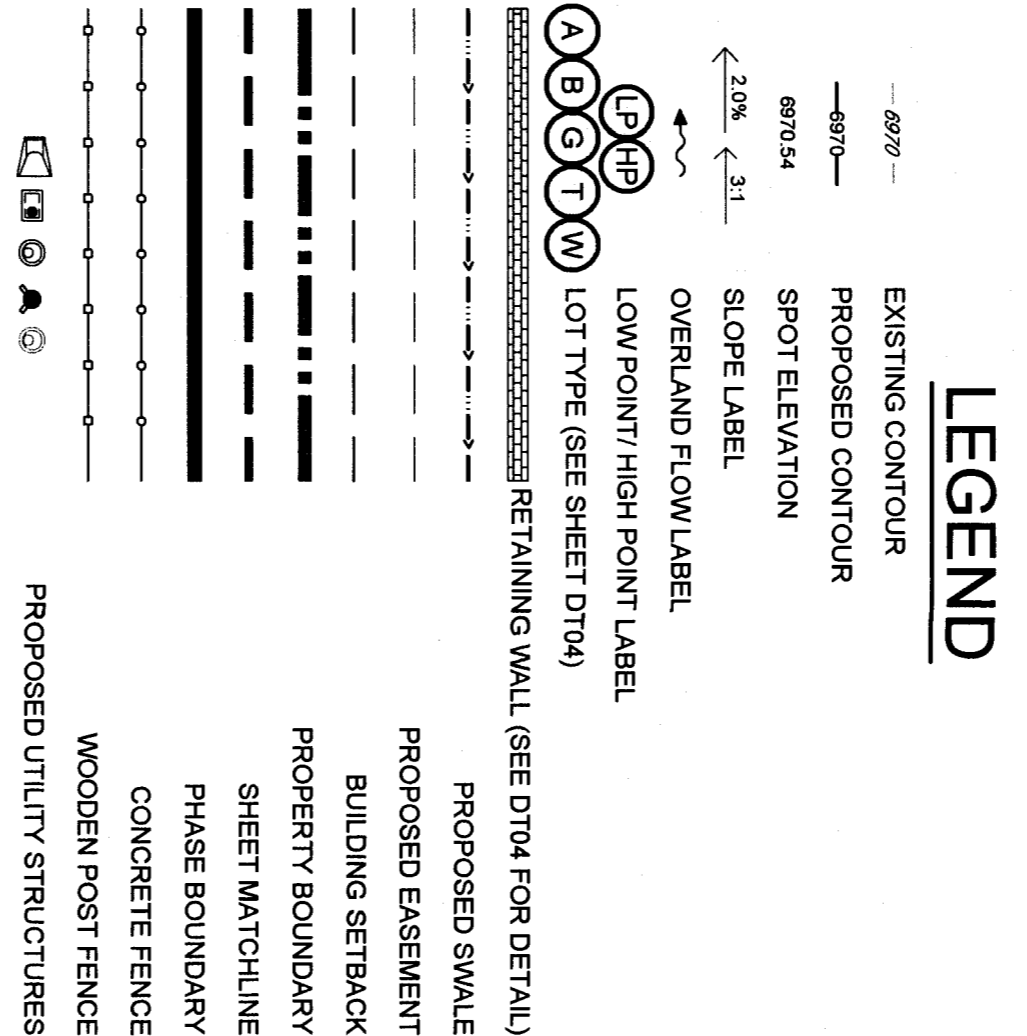 LEGEND
6970 EXISTING CONTOUR
6970 PROPOSED CONTOUR
6970.54 SPOT ELEVATION
2.0% 3:1 SLOPE LABEL
OVERLAND FLOW LABEL
LP HP LOW POINT/ HIGH POINT LABEL
A B G T W LOT TYPE (SEE SHEET DT04)
RETAINING WALL (SEE DT04 FOR DETAIL)
PROPOSED SWALE
PROPOSED EASEMENT
BUILDING SETBACK
PROPERTY BOUNDARY
SHEET MATCHLINE
PHASE BOUNDARY
CONCRETE FENCE
WOODEN POST FENCE
PROPOSED UTILITY STRUCTURES